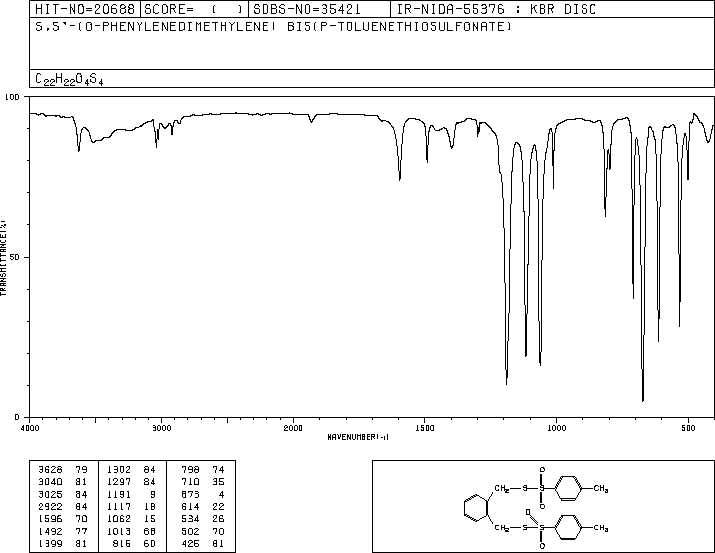 HIT-NO=20688 SCORE= ( ) SDBS-NO=35421 IR-NIDA-55376 : KBR DISC
S,S'-(O-PHENYLENEDIMETHYLENE) BIS(P-TOLUENETHIOSULFONATE)
C22H22O4S4
100
50
0
TRANSMITTANCE(%)
4000 3000 2000 1500 1000 500
WAVENUMBER(-1)
3628 79 1302 84 798 74
3040 81 1297 84 710 35
3025 84 1191 9 673 4
2922 84 1117 18 614 22
1596 70 1062 15 534 26
1492 77 1013 68 502 70
1399 81 816 60 426 81
O
CH2—S—S—CH3
O
O
CH2—S—S—CH3
O